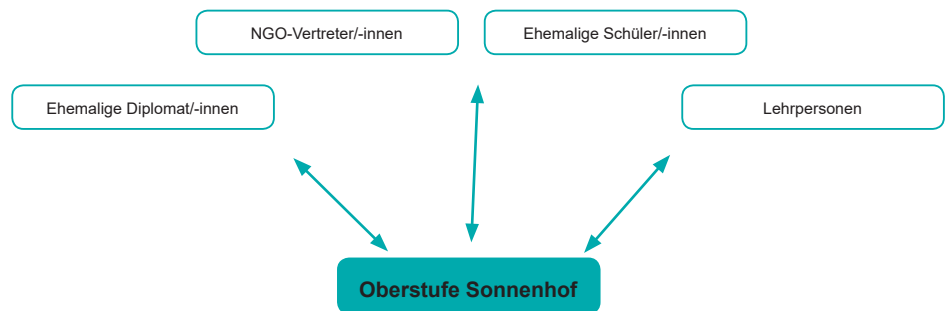 NGO-Vertreter/-innen
Ehemalige Schüler/-innen
Ehemalige Diplomat/-innen
Lehrpersonen
Oberstufe Sonnenhof